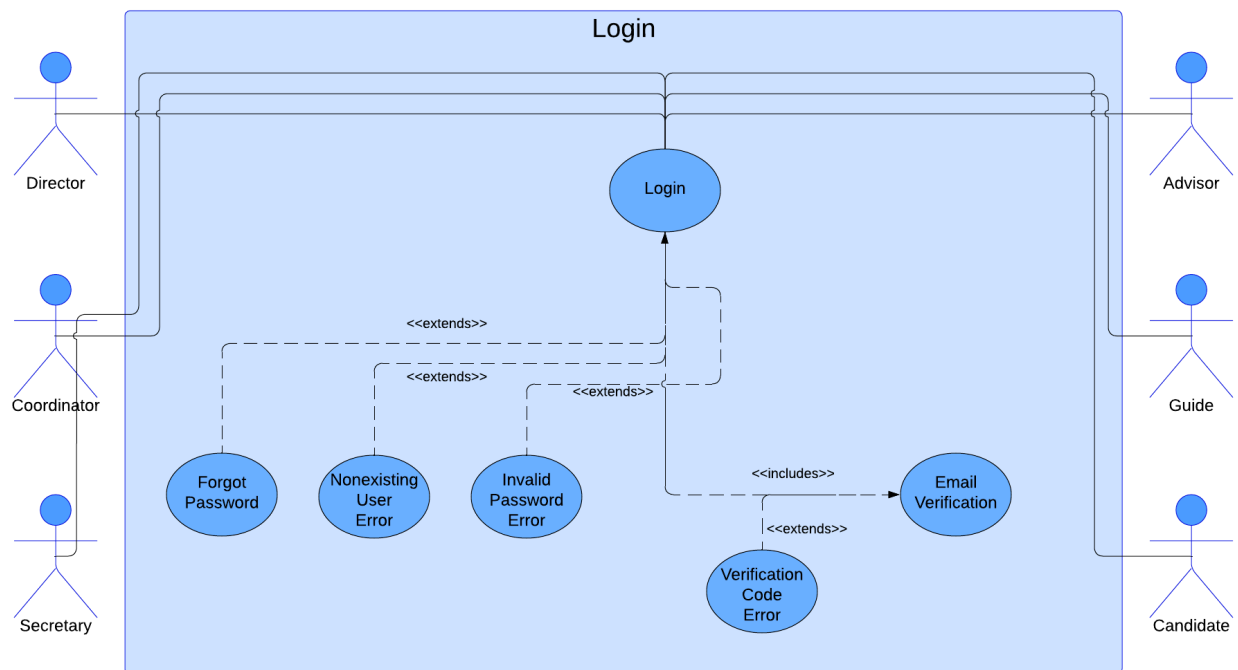 Login
Director
Advisor
Login
Coordinator
Guide
<<extends>>
<<extends>>
<<extends>>
Forgot
Password
Nonexisting
User
Error
Invalid
Password
Error
<<includes>>
Email
Verification
<<extends>>
Verification
Code
Error
Secretary
Candidate